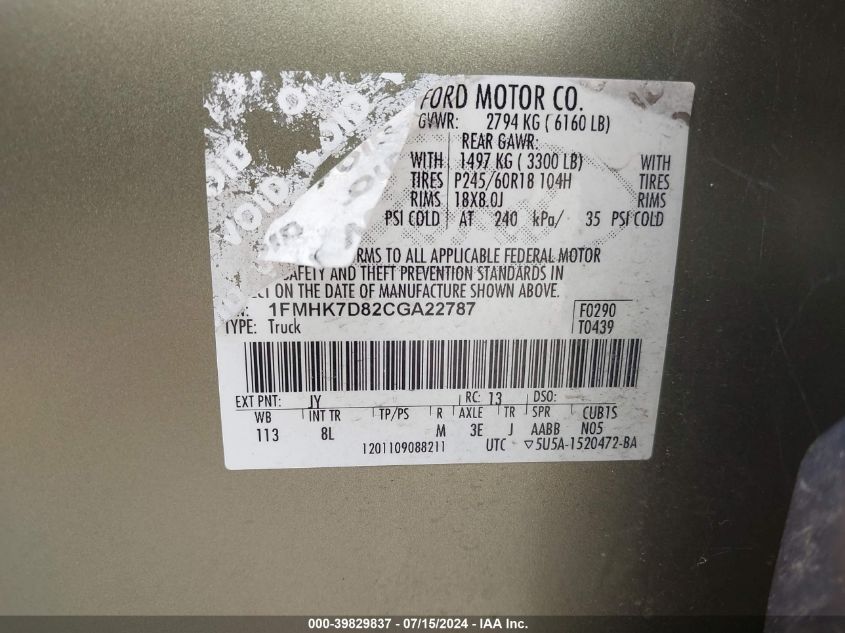 VOID VOID VOID
FORD MOTOR CO.
GVWR: 2794 KG ( 6160 LB)
REAR GAWR:
WITH 1497 KG ( 3300 LB) WITH
TIRES P245/60R18 104H TIRES
RIMS 18X8.0J RIMS
PSI COLD AT 240 kPa/ 35 PSI COLD
TO ALL APPLICABLE FEDERAL MOTOR
SAFETY AND THEFT PREVENTION STANDARDS IN
ON THE DATE OF MANUFACTURE SHOWN ABOVE.
1FMHK7D82CGA22787 F0290
TYPE: Truck T0439
EXT PNT: JY RC: 13 DSO:
WB INT TR TP/PS R AXLE TR SPR CUB1S
113 8L M 3E J AABB N05
1201109088211 UTC ▽5U5A-1520472-BA
000-39829837 - 07/15/2024 - IAA Inc.